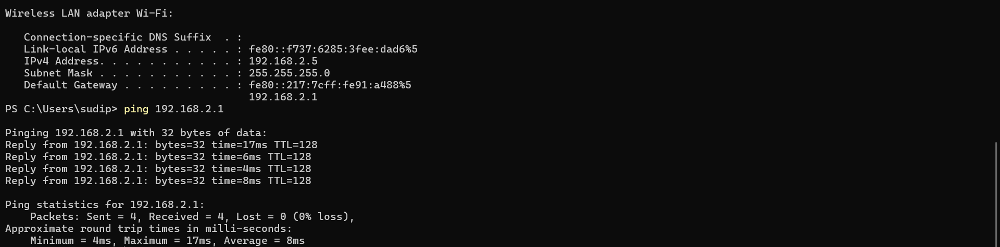 Wireless LAN adapter Wi-Fi:
Connection-specific DNS Suffix  . :
Link-local IPv6 Address . . . . . : fe80::f737:6285:3fee:dad6%5
IPv4 Address. . . . . . . . . . . : 192.168.2.5
Subnet Mask . . . . . . . . . . . : 255.255.255.0
Default Gateway . . . . . . . . . : fe80::217:7cff:fe91:a488%5
192.168.2.1
PS C:\Users\sudip> ping 192.168.2.1
Pinging 192.168.2.1 with 32 bytes of data:
Reply from 192.168.2.1: bytes=32 time=17ms TTL=128
Reply from 192.168.2.1: bytes=32 time=6ms TTL=128
Reply from 192.168.2.1: bytes=32 time=4ms TTL=128
Reply from 192.168.2.1: bytes=32 time=8ms TTL=128
Ping statistics for 192.168.2.1:
Packets: Sent = 4, Received = 4, Lost = 0 (0% loss),
Approximate round trip times in milli-seconds:
Minimum = 4ms, Maximum = 17ms, Average = 8ms